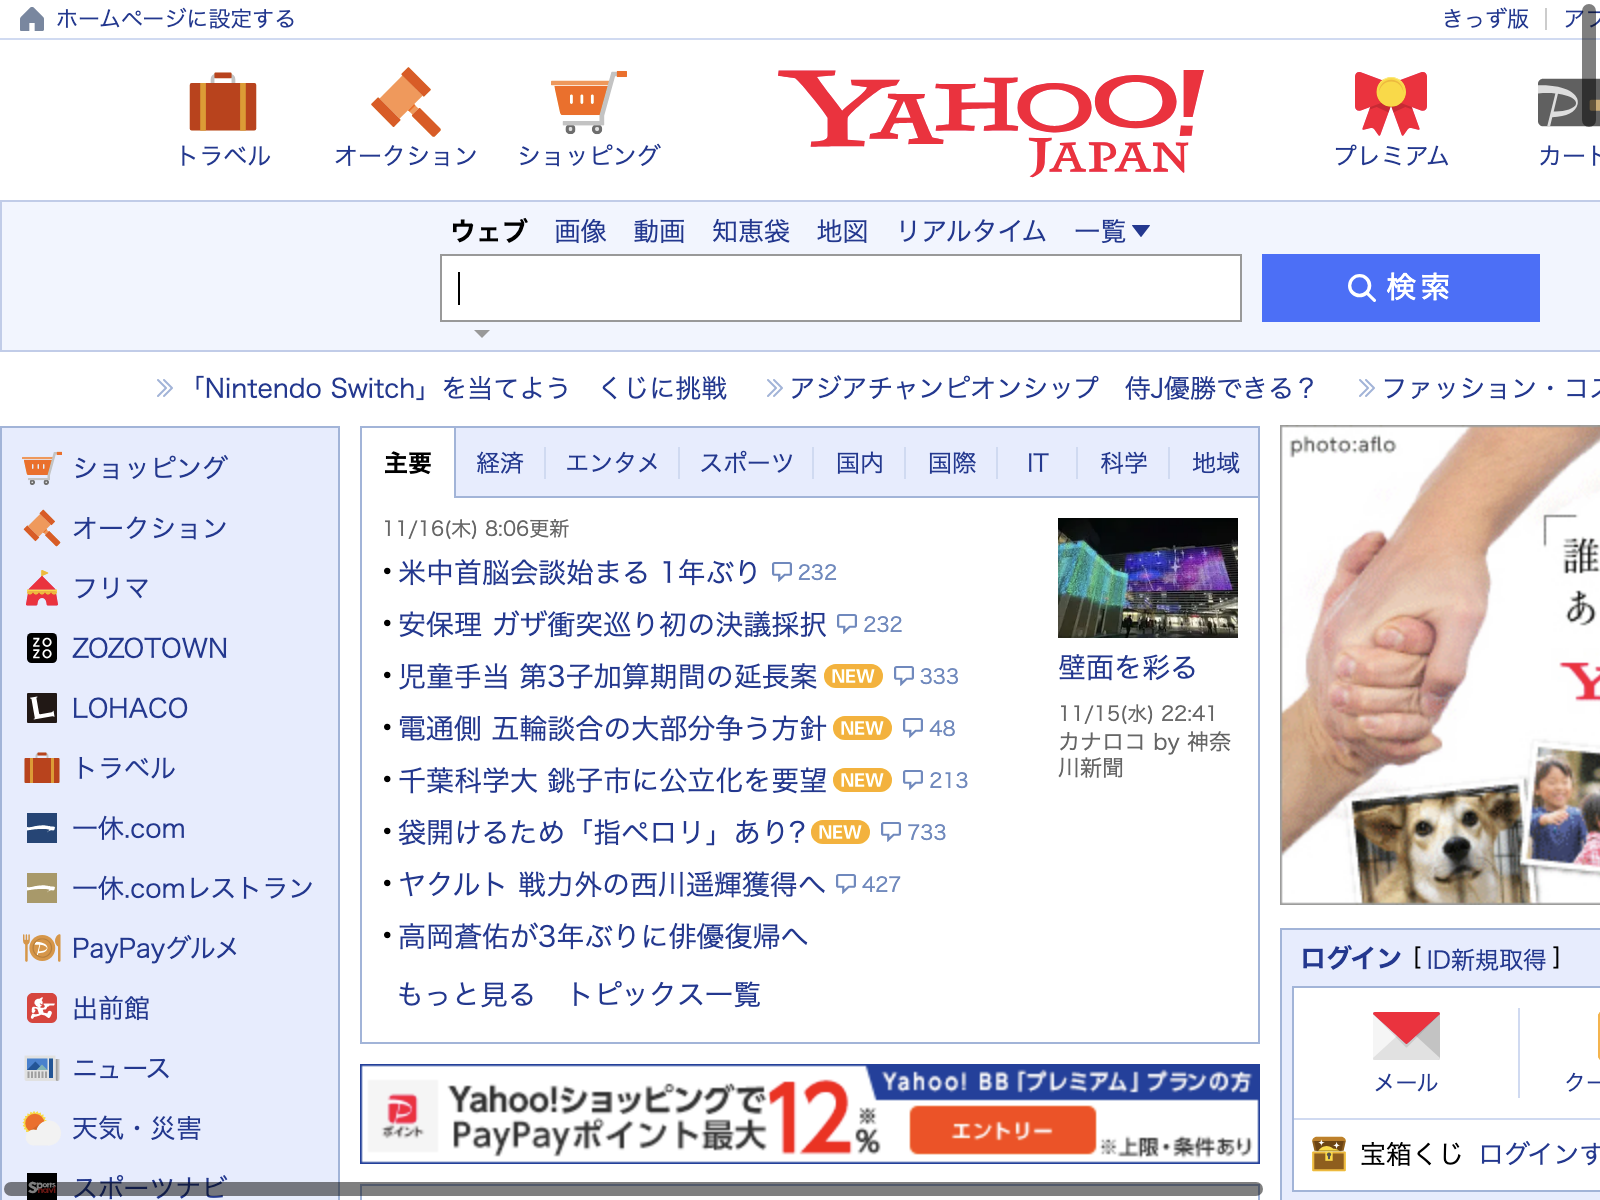 ホームページに設定する
きっず版
トラベル
オークション
ショッピング
YAHOO!
JAPAN
プレミアム
カート
ウェブ 画像 動画 知恵袋 地図 リアルタイム 一覧
検索
「Nintendo Switch」を当てよう くじに挑戦
アジアチャンピオンシップ 侍J優勝できる？
ファッション・コス
ショッピング
オークション
フリマ
ZOZOTOWN
LOHACO
トラベル
一休.com
一休.comレストラン
PayPayグルメ
出前館
ニュース
天気・災害
スポーツナビ
主要 経済 エンタメ スポーツ 国内 国際 IT 科学 地域
11/16(木) 8:06更新
・米中首脳会談始まる 1年ぶり 232
・安保理 ガザ衝突巡り初の決議採択 232
・児童手当 第3子加算期間の延長案 NEW 333
・電通側 五輪談合の大部分争う方針 NEW 48
・千葉科学大 銚子市に公立化を要望 NEW 213
・袋開けるため「指ペロリ」あり? NEW 733
・ヤクルト 戦力外の西川遥輝獲得へ 427
・高岡蒼佑が3年ぶりに俳優復帰へ
もっと見る トピックス一覧
壁面を彩る
11/15(水) 22:41
カナロコ by 神奈
川新聞
Yahoo!ショッピングで
PayPayポイント最大12%※
ポイント
Yahoo! BB「プレミアム」プランの方
エントリー
※上限・条件あり
photo:aflo
「誰
あ
Y
ログイン [ ID新規取得 ]
メール
クー
宝箱くじ ログインす